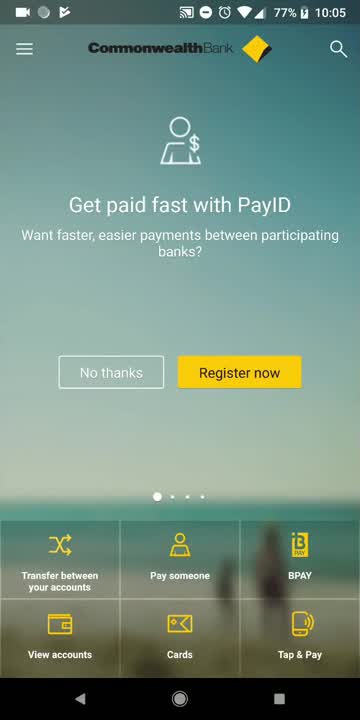 77% 10:05
CommonwealthBank
Get paid fast with PayID
Want faster, easier payments between participating
banks?
No thanks
Register now
Transfer between
your accounts
Pay someone
B
PAY
BPAY
View accounts
Cards
Tap & Pay